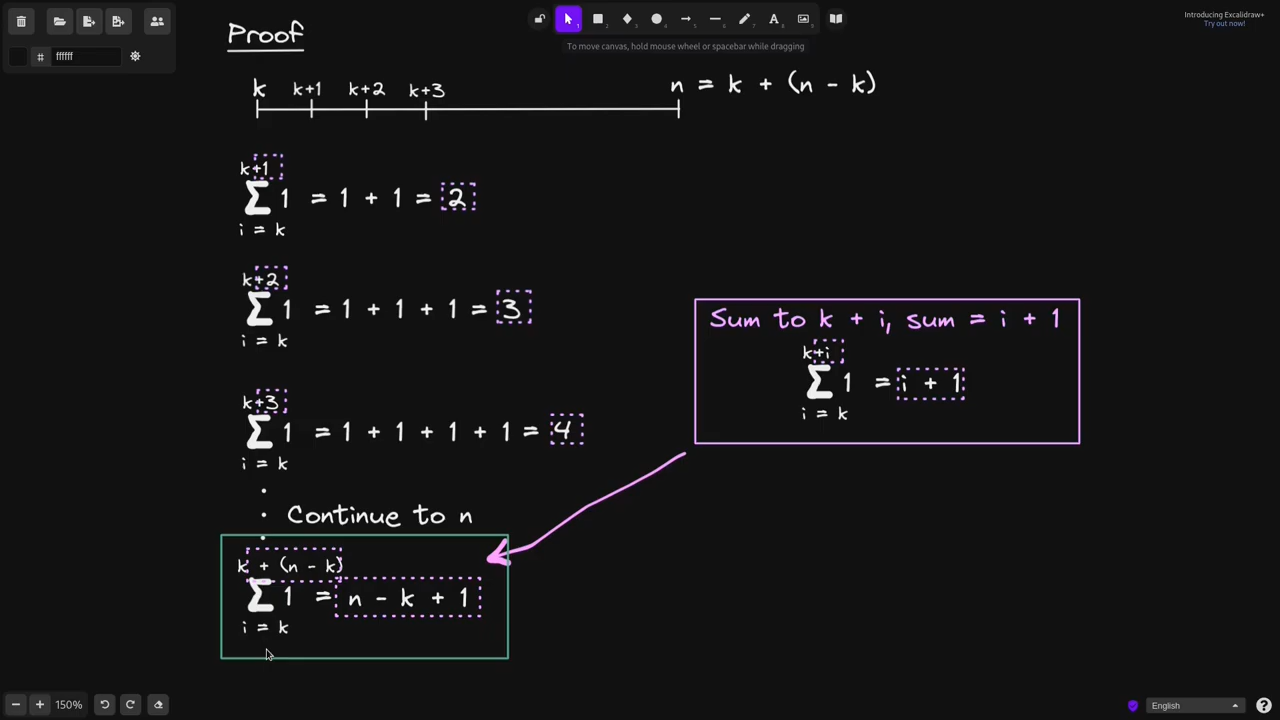 Introducing Excalidraw+
Try out now!
# ffffff
To move canvas, hold mouse wheel or spacebar while dragging
Proof
k k+1 k+2 k+3 n = k + (n - k)
k+1
Σ 1 = 1 + 1 = 2
i = k
k+2
Σ 1 = 1 + 1 + 1 = 3
i = k
Sum to k + i, sum = i + 1
k+i
Σ 1 = i + 1
i = k
k+3
Σ 1 = 1 + 1 + 1 + 1 = 4
i = k
Continue to n
k + (n - k)
Σ 1 = n - k + 1
i = k
150%
English